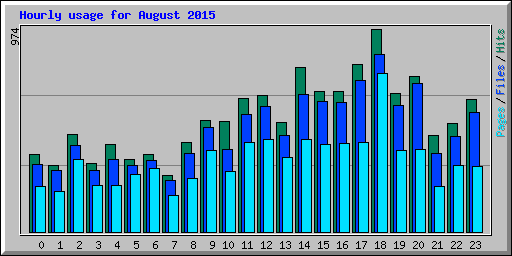 Hourly usage for August 2015
974
Pages/Files/Hits
0 1 2 3 4 5 6 7 8 9 10 11 12 13 14 15 16 17 18 19 20 21 22 23